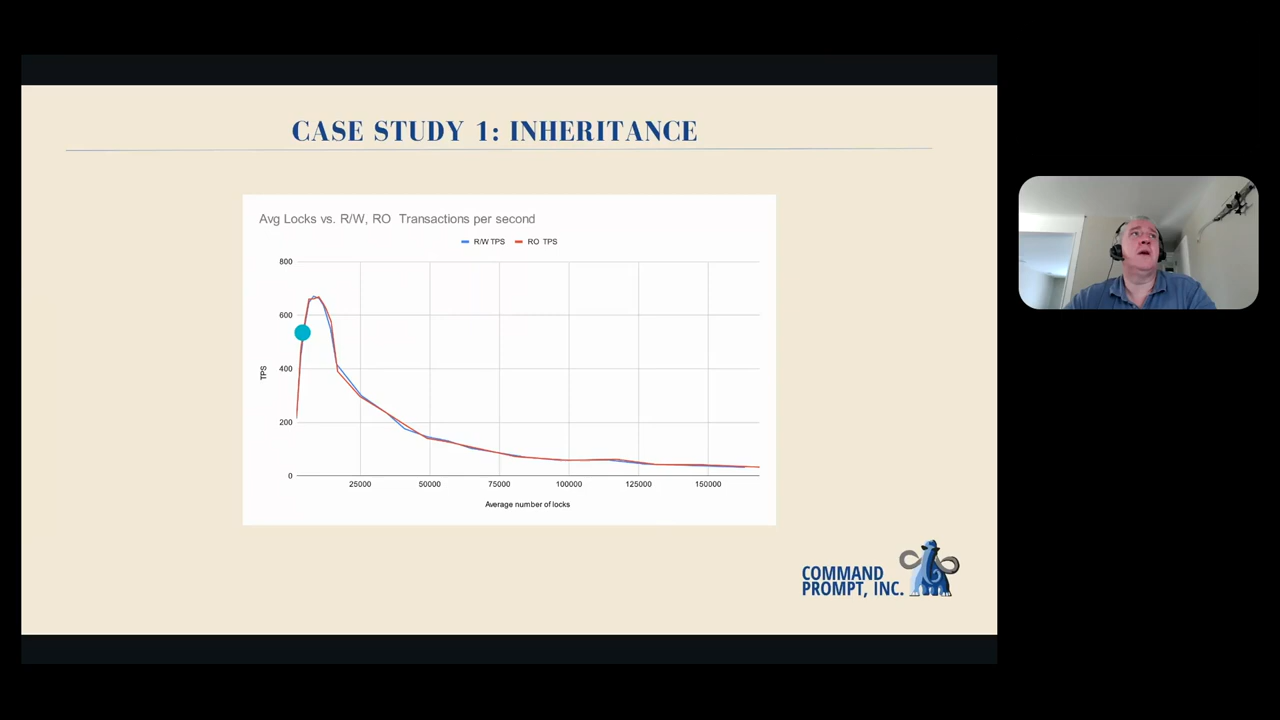 CASE STUDY 1: INHERITANCE
Avg Locks vs. R/W, RO Transactions per second
R/W TPS RO TPS
800
600
400
200
0
TPS
25000 50000 75000 100000 125000 150000
Average number of locks
COMMAND
PROMPT, INC.